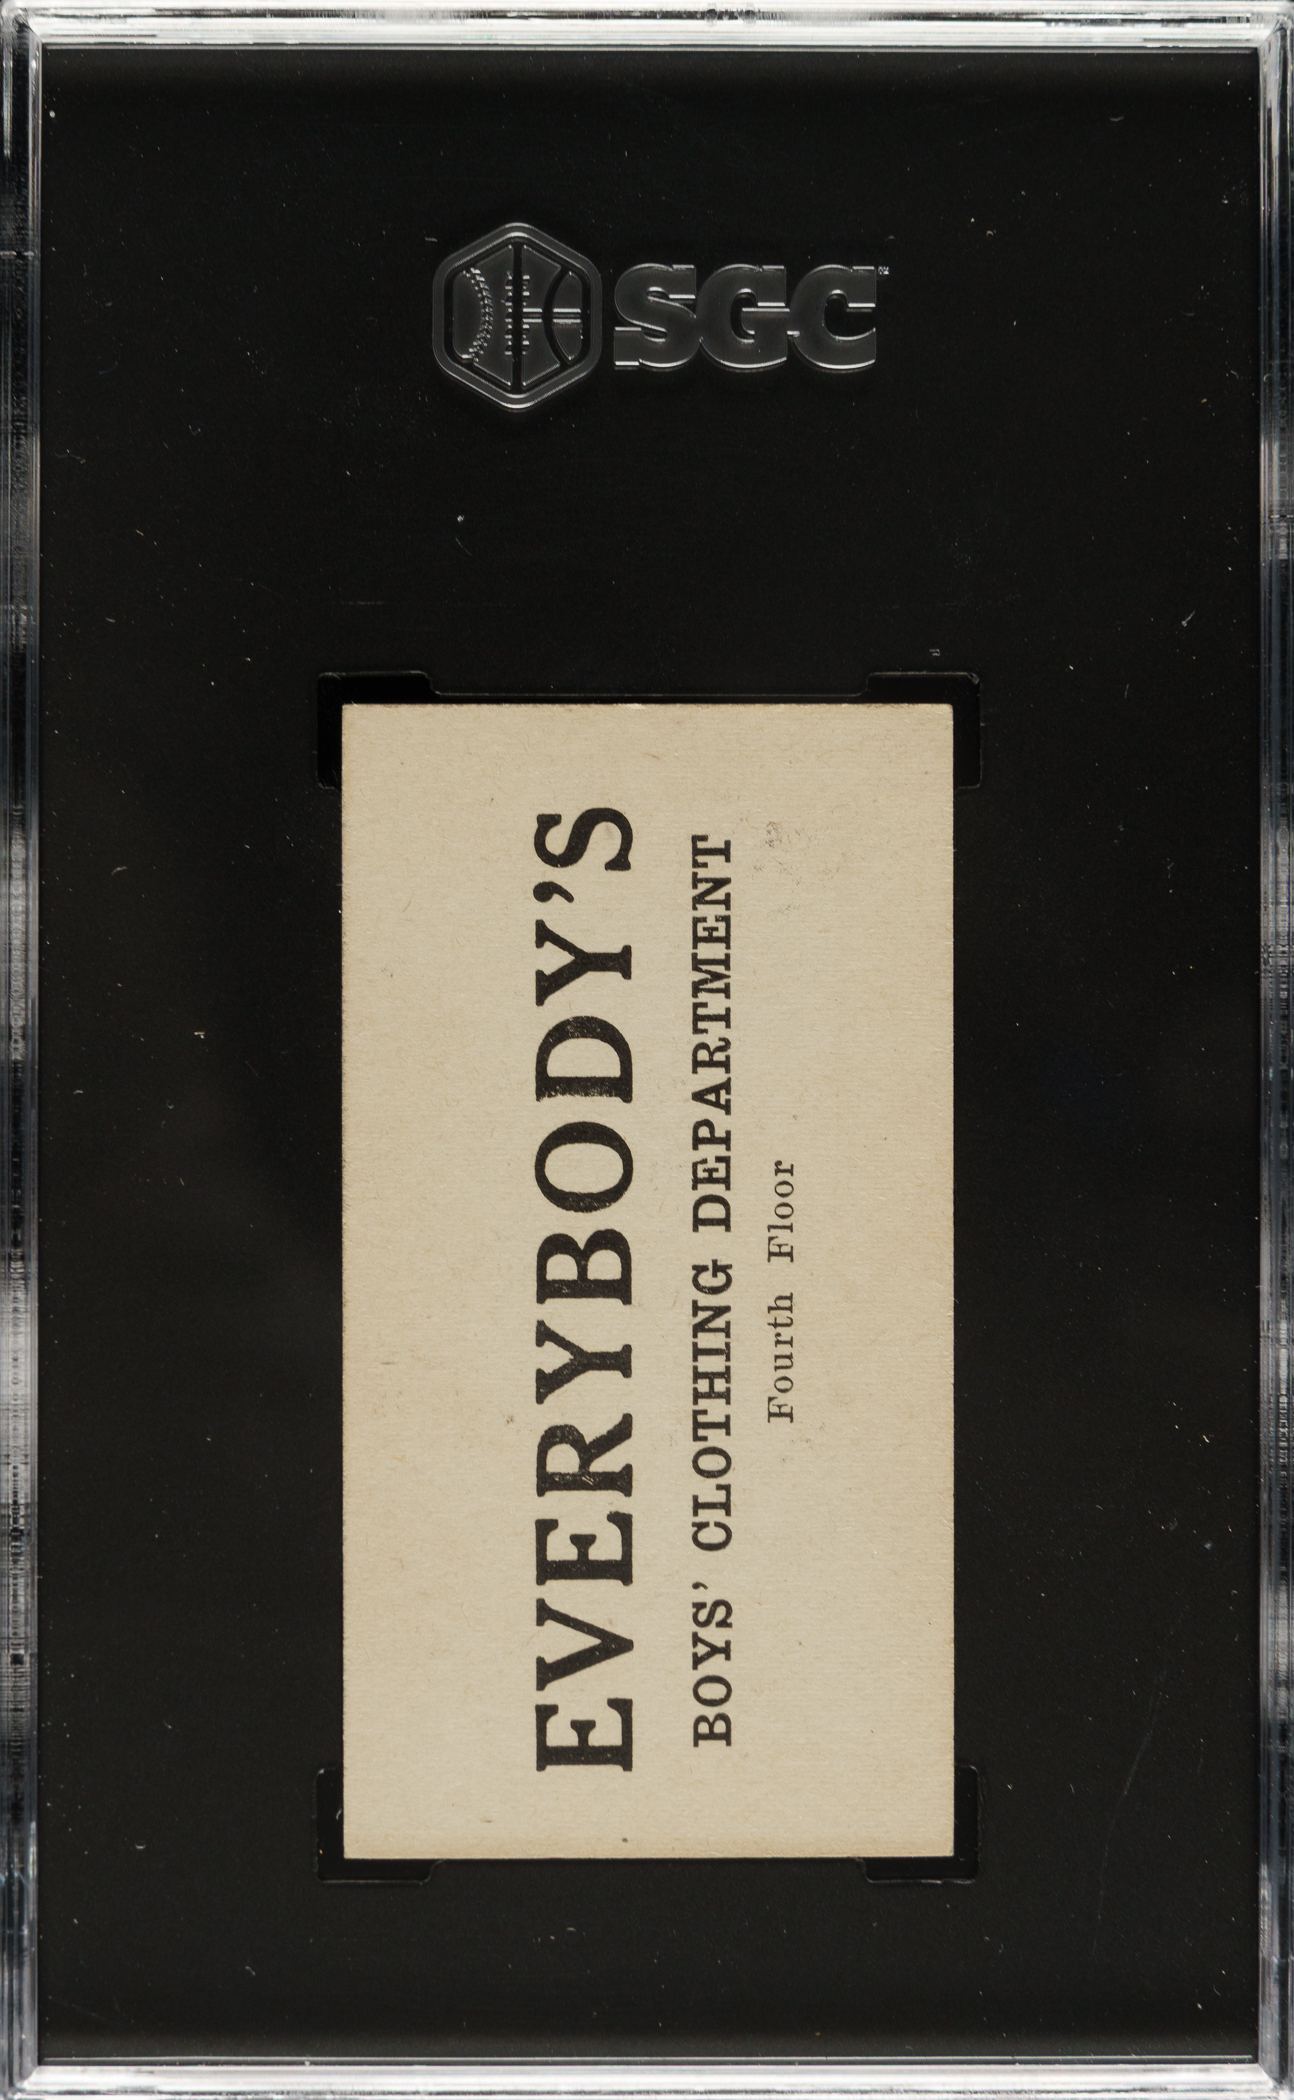 SGC
EVERYBODY'S
BOYS' CLOTHING DEPARTMENT
Fourth Floor